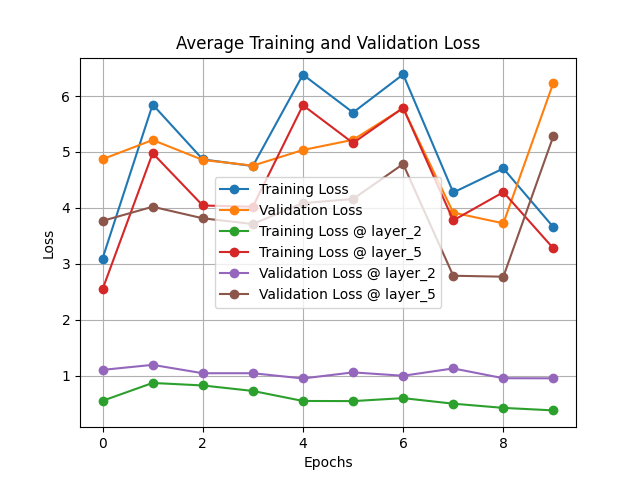 Average Training and Validation Loss
Loss
6
5
4
3
2
1
Training Loss
Validation Loss
Training Loss @ layer_2
Training Loss @ layer_5
Validation Loss @ layer_2
Validation Loss @ layer_5
0 2 4 6 8
Epochs